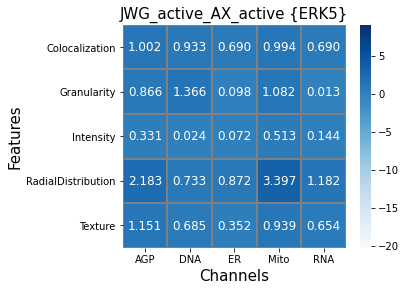 JWG_active_AX_active {ERK5}
Features
Colocalization 1.002 0.933 0.690 0.994 0.690
Granularity 0.866 1.366 0.098 1.082 0.013
Intensity 0.331 0.024 0.072 0.513 0.144
RadialDistribution 2.183 0.733 0.872 3.397 1.182
Texture 1.151 0.685 0.352 0.939 0.654
AGP DNA ER Mito RNA
Channels
5
0
−5
−10
−15
−20